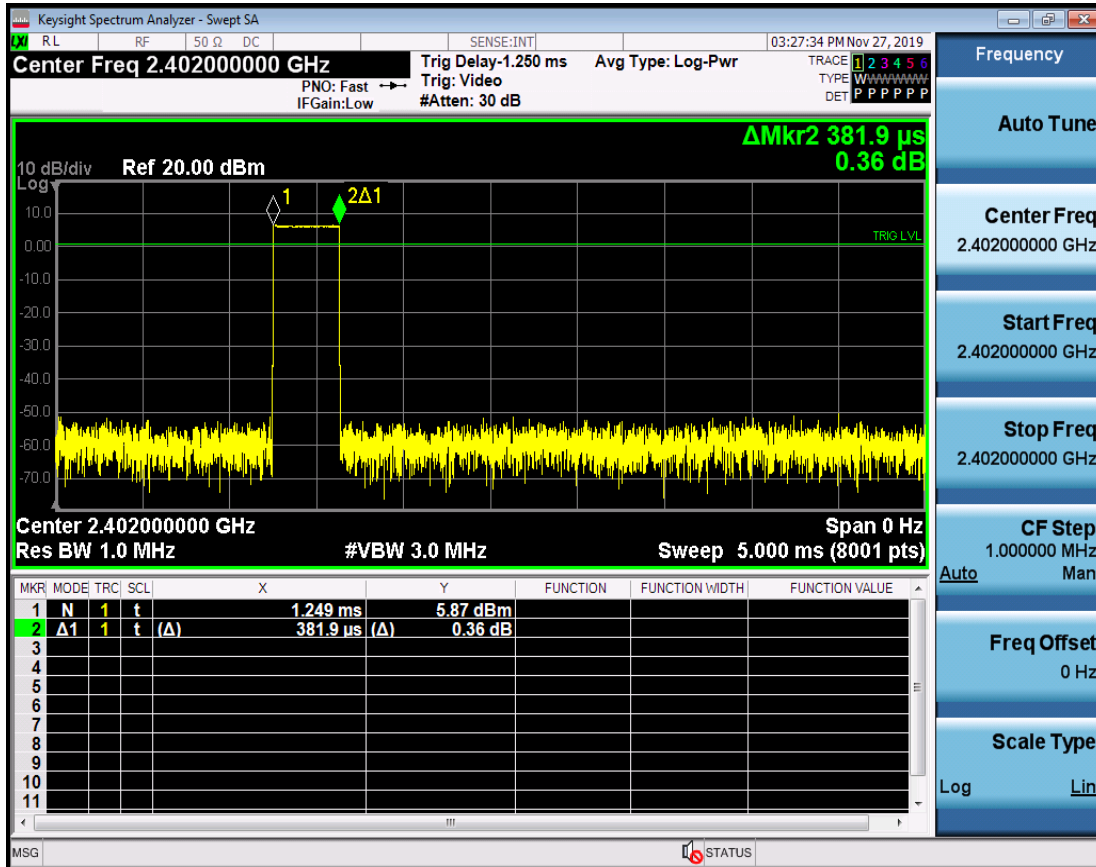 Keysight Spectrum Analyzer - Swept SA
LXI RL RF 50 Ω DC SENSE:INT 03:27:34 PM Nov 27, 2019
Center Freq 2.402000000 GHz
PNO: Fast
IFGain:Low
Trig Delay-1.250 ms
Trig: Video
#Atten: 30 dB
Avg Type: Log-Pwr
TRACE 1 2 3 4 5 6
TYPE W W W W W W
DET P P P P P P
ΔMkr2 381.9 µs
0.36 dB
10 dB/div Ref 20.00 dBm
Log
1
2Δ1
10.0
TRIG LVL
0.00
-10.0
-20.0
-30.0
-40.0
-50.0
-60.0
-70.0
Center 2.402000000 GHz Span 0 Hz
Res BW 1.0 MHz #VBW 3.0 MHz Sweep 5.000 ms (8001 pts)
MKR MODE TRC SCL X Y FUNCTION FUNCTION WIDTH FUNCTION VALUE
1 N 1 t 1.249 ms 5.87 dBm
2 Δ1 1 t (Δ) 381.9 µs (Δ) 0.36 dB
3
4
5
6
7
8
9
10
11
MSG STATUS
Frequency
Auto Tune
Center Freq
2.402000000 GHz
Start Freq
2.402000000 GHz
Stop Freq
2.402000000 GHz
CF Step
1.000000 MHz
Auto Man
Freq Offset
0 Hz
Scale Type
Log Lin